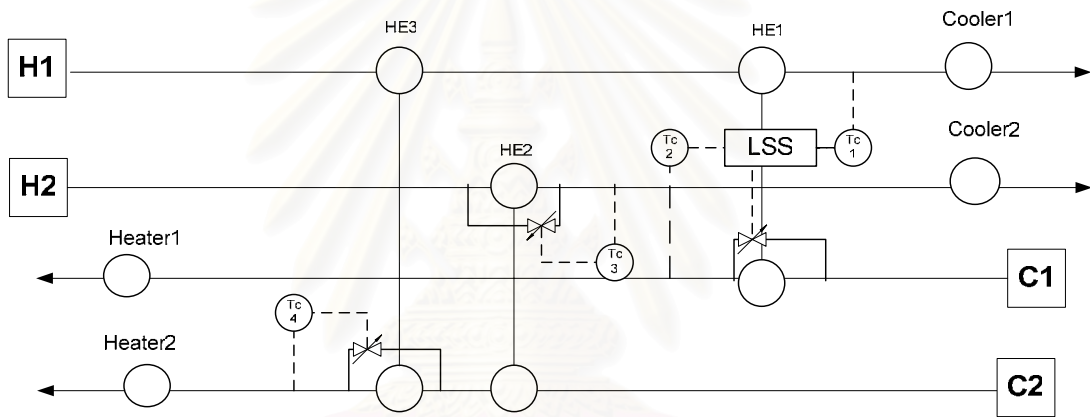 Cooler1
HE3
HE1
H1
Tc
2
LSS
Tc
1
Cooler2
HE2
H2
Heater1
Tc
3
C1
Tc
4
Heater2
C2